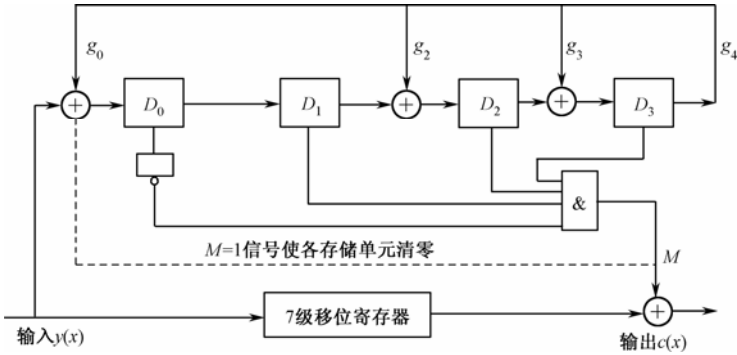 g₀ g₂ g₃ g₄
D₀ D₁ D₂ D₃
&
M=1信号使各存储单元清零
M
7级移位寄存器
输入y(x)
输出c(x)